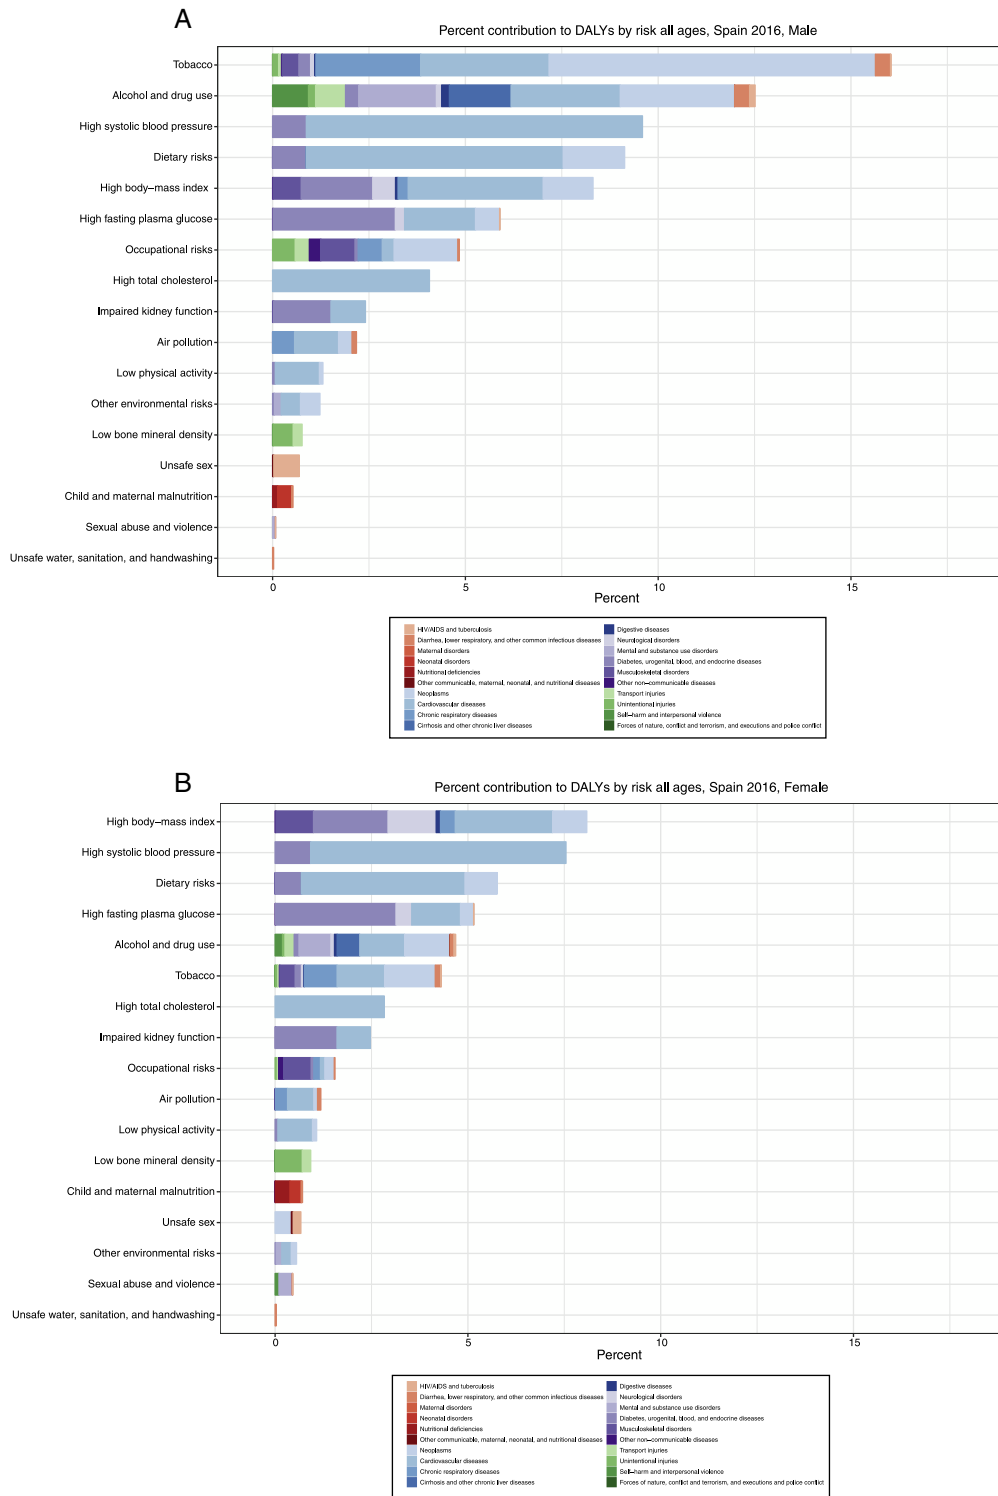 A
Percent contribution to DALYs by risk all ages, Spain 2016, Male
Tobacco
Alcohol and drug use
High systolic blood pressure
Dietary risks
High body−mass index
High fasting plasma glucose
Occupational risks
High total cholesterol
Impaired kidney function
Air pollution
Low physical activity
Other environmental risks
Low bone mineral density
Unsafe sex
Child and maternal malnutrition
Sexual abuse and violence
Unsafe water, sanitation, and handwashing
0 5 10 15
Percent
HIV/AIDS and tuberculosis
Diarrhea, lower respiratory, and other common infectious diseases
Maternal disorders
Neonatal disorders
Nutritional deficiencies
Other communicable, maternal, neonatal, and nutritional diseases
Neoplasms
Cardiovascular diseases
Chronic respiratory diseases
Cirrhosis and other chronic liver diseases
Digestive diseases
Neurological disorders
Mental and substance use disorders
Diabetes, urogenital, blood, and endocrine diseases
Musculoskeletal disorders
Other non−communicable diseases
Transport injuries
Unintentional injuries
Self−harm and interpersonal violence
Forces of nature, conflict and terrorism, and executions and police conflict
B
Percent contribution to DALYs by risk all ages, Spain 2016, Female
High body−mass index
High systolic blood pressure
Dietary risks
High fasting plasma glucose
Alcohol and drug use
Tobacco
High total cholesterol
Impaired kidney function
Occupational risks
Air pollution
Low physical activity
Low bone mineral density
Child and maternal malnutrition
Unsafe sex
Other environmental risks
Sexual abuse and violence
Unsafe water, sanitation, and handwashing
0 5 10 15
Percent
HIV/AIDS and tuberculosis
Diarrhea, lower respiratory, and other common infectious diseases
Maternal disorders
Neonatal disorders
Nutritional deficiencies
Other communicable, maternal, neonatal, and nutritional diseases
Neoplasms
Cardiovascular diseases
Chronic respiratory diseases
Cirrhosis and other chronic liver diseases
Digestive diseases
Neurological disorders
Mental and substance use disorders
Diabetes, urogenital, blood, and endocrine diseases
Musculoskeletal disorders
Other non−communicable diseases
Transport injuries
Unintentional injuries
Self−harm and interpersonal violence
Forces of nature, conflict and terrorism, and executions and police conflict